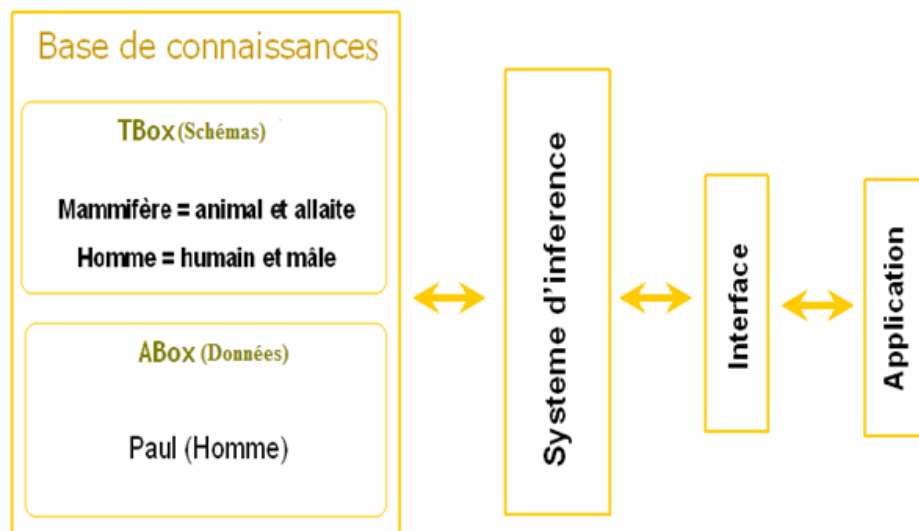 Base de connaissances
TBox (Schémas)
Mammifère = animal et allaite
Homme = humain et mâle
ABox (Données)
Paul (Homme)
Systeme d'inference
Interface
Application